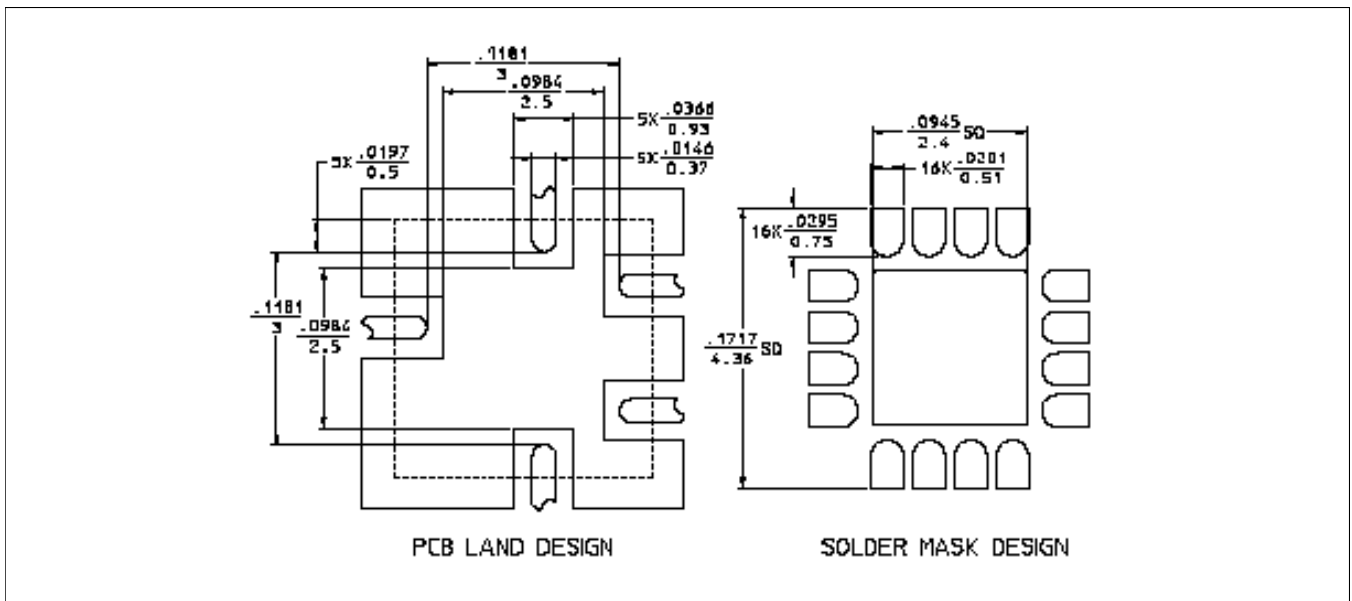 .1181
3
.0984
2.5
5X .0366
0.93
5X .0146
0.37
5X .0197
0.5
.1181
3
.0984
2.5
PCB LAND DESIGN
.0945 SQ
2.4
16X .0201
0.51
16X .0295
0.75
.1717 SQ
4.36
SOLDER MASK DESIGN